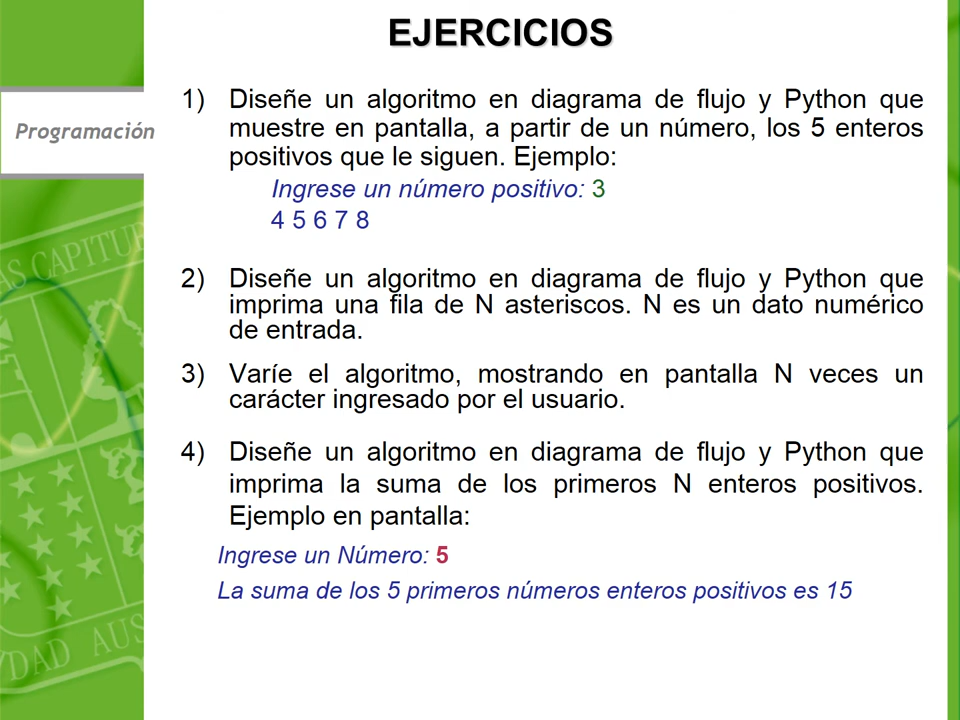 EJERCICIOS
Programación
1) Diseñe un algoritmo en diagrama de flujo y Python que
muestre en pantalla, a partir de un número, los 5 enteros
positivos que le siguen. Ejemplo:
Ingrese un número positivo: 3
4 5 6 7 8
2) Diseñe un algoritmo en diagrama de flujo y Python que
imprima una fila de N asteriscos. N es un dato numérico
de entrada.
3) Varíe el algoritmo, mostrando en pantalla N veces un
carácter ingresado por el usuario.
4) Diseñe un algoritmo en diagrama de flujo y Python que
imprima la suma de los primeros N enteros positivos.
Ejemplo en pantalla:
Ingrese un Número: 5
La suma de los 5 primeros números enteros positivos es 15
AS CAPITUE
DAD AUS